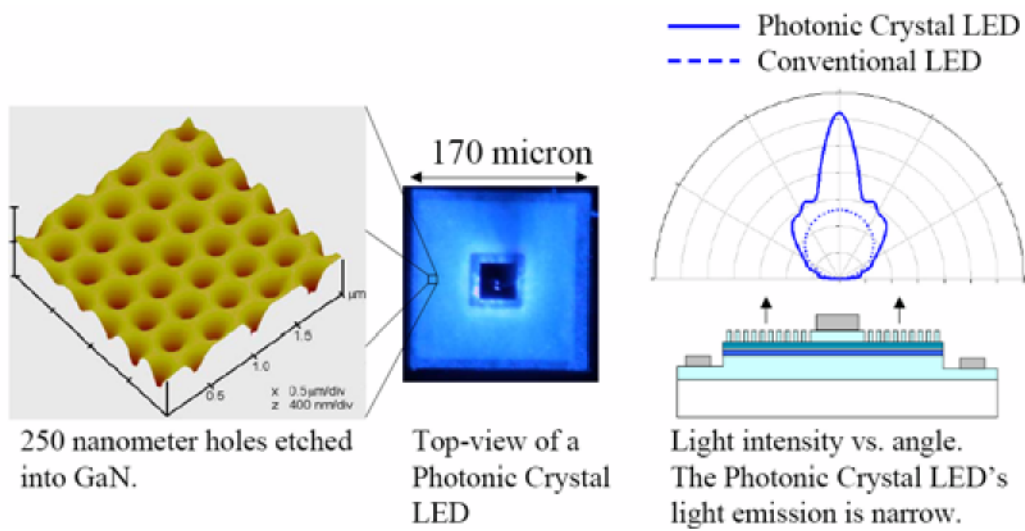 Photonic Crystal LED
Conventional LED
170 micron
μm
1.5
1.0
0.5
x 0.5μm/div
z 400 nm/div
250 nanometer holes etched
into GaN.
Top-view of a
Photonic Crystal
LED
Light intensity vs. angle.
The Photonic Crystal LED's
light emission is narrow.